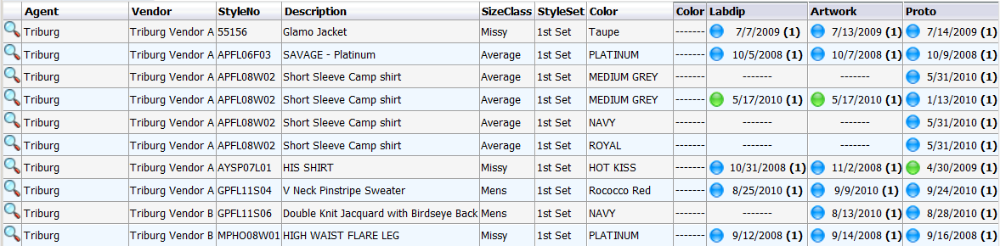 Agent Vendor StyleNo Description SizeClass StyleSet Color Color Labdip Artwork Proto
Triburg Triburg Vendor A 55156 Glamo Jacket Missy 1st Set Taupe ------- 7/7/2009 (1) 7/13/2009 (1) 7/14/2009 (1)
Triburg Triburg Vendor A APFL06F03 SAVAGE - Platinum Average 1st Set PLATINUM ------- 10/5/2008 (1) 10/7/2008 (1) 10/9/2008 (1)
Triburg Triburg Vendor A APFL08W02 Short Sleeve Camp shirt Average 1st Set MEDIUM GREY ------- ------- ------- 5/31/2010 (1)
Triburg Triburg Vendor A APFL08W02 Short Sleeve Camp shirt Average 1st Set MEDIUM GREY ------- 5/17/2010 (1) 5/17/2010 (1) 1/13/2010 (1)
Triburg Triburg Vendor A APFL08W02 Short Sleeve Camp shirt Average 1st Set NAVY ------- ------- ------- 5/31/2010 (1)
Triburg Triburg Vendor A APFL08W02 Short Sleeve Camp shirt Average 1st Set ROYAL ------- ------- ------- 5/31/2010 (1)
Triburg Triburg Vendor A AYSP07L01 HIS SHIRT Missy 1st Set HOT KISS ------- 10/31/2008 (1) 11/2/2008 (1) 4/30/2009 (1)
Triburg Triburg Vendor A GPFL11S04 V Neck Pinstripe Sweater Mens 1st Set Rococco Red ------- 8/25/2010 (1) 9/9/2010 (1) 9/24/2010 (1)
Triburg Triburg Vendor B GPFL11S06 Double Knit Jacquard with Birdseye Back Mens 1st Set NAVY ------- ------- 8/13/2010 (1) 8/28/2010 (1)
Triburg Triburg Vendor B MPHO08W01 HIGH WAIST FLARE LEG Missy 1st Set PLATINUM ------- 9/12/2008 (1) 9/14/2008 (1) 9/16/2008 (1)